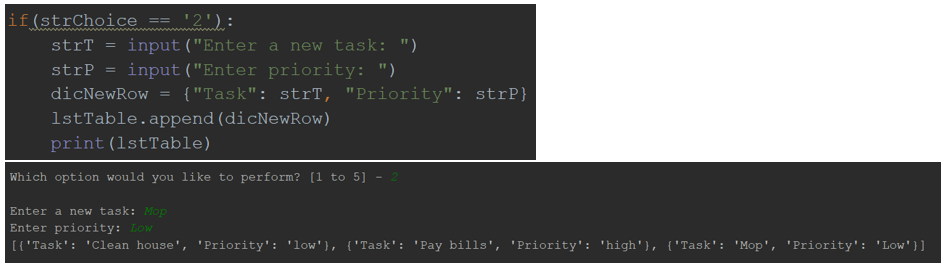 if(strChoice == '2'):
strT = input("Enter a new task: ")
strP = input("Enter priority: ")
dicNewRow = {"Task": strT, "Priority": strP}
lstTable.append(dicNewRow)
print(lstTable)
Which option would you like to perform? [1 to 5] - 2
Enter a new task: Mop
Enter priority: Low
[{'Task': 'Clean house', 'Priority': 'low'}, {'Task': 'Pay bills', 'Priority': 'high'}, {'Task': 'Mop', 'Priority': 'Low'}]